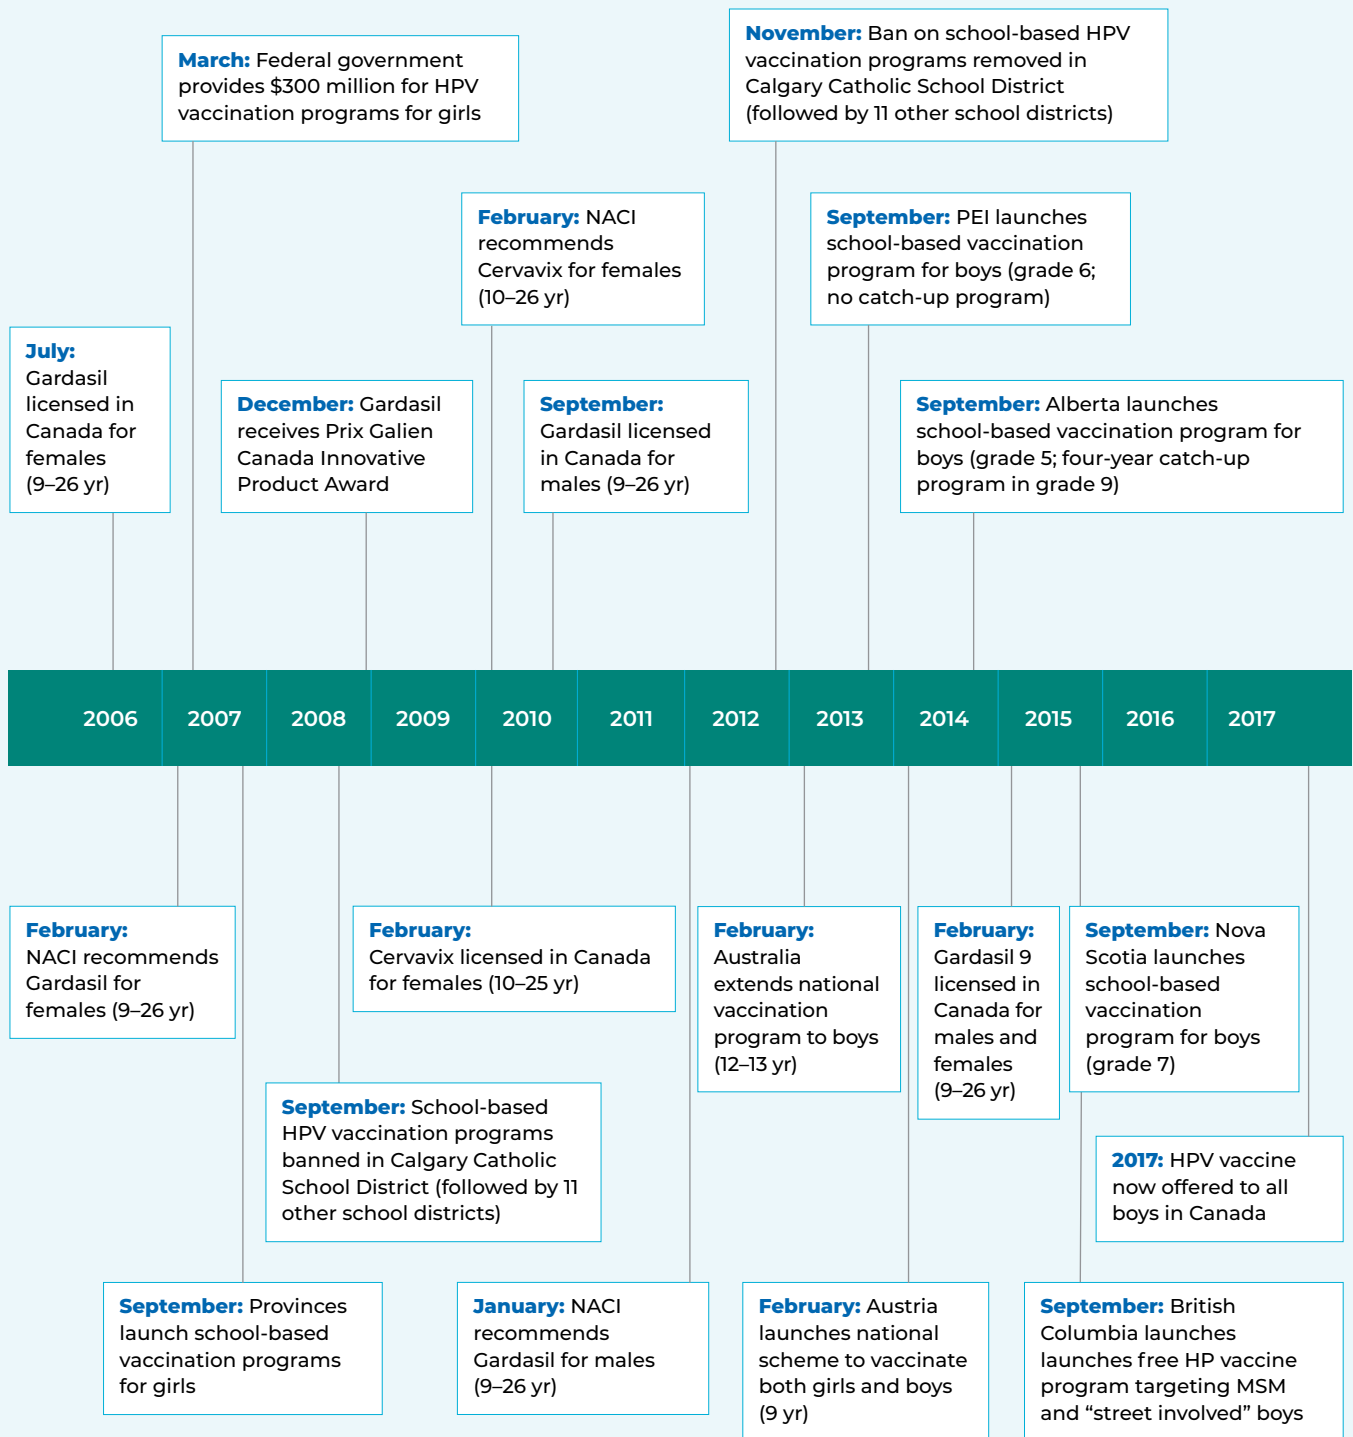 March: Federal government
provides $300 million for HPV
vaccination programs for girls
November: Ban on school-based HPV
vaccination programs removed in
Calgary Catholic School District
(followed by 11 other school districts)
February: NACI
recommends
Cervavix for females
(10–26 yr)
September: PEI launches
school-based vaccination
program for boys (grade 6;
no catch-up program)
July:
Gardasil
licensed in
Canada for
females
(9–26 yr)
December: Gardasil
receives Prix Galien
Canada Innovative
Product Award
September:
Gardasil licensed
in Canada for
males (9–26 yr)
September: Alberta launches
school-based vaccination program for
boys (grade 5; four-year catch-up
program in grade 9)
2006 2007 2008 2009 2010 2011 2012 2013 2014 2015 2016 2017
February:
NACI recommends
Gardasil for
females (9–26 yr)
February:
Cervavix licensed in Canada
for females (10–25 yr)
February:
Australia
extends national
vaccination
program to boys
(12–13 yr)
February:
Gardasil 9
licensed in
Canada for
males and
females
(9–26 yr)
September: Nova
Scotia launches
school-based
vaccination
program for boys
(grade 7)
September: School-based
HPV vaccination programs
banned in Calgary Catholic
School District (followed by 11
other school districts)
2017: HPV vaccine
now offered to all
boys in Canada
September: Provinces
launch school-based
vaccination programs
for girls
January: NACI
recommends
Gardasil for males
(9–26 yr)
February: Austria
launches national
scheme to vaccinate
both girls and boys
(9 yr)
September: British
Columbia launches
launches free HP vaccine
program targeting MSM
and “street involved” boys